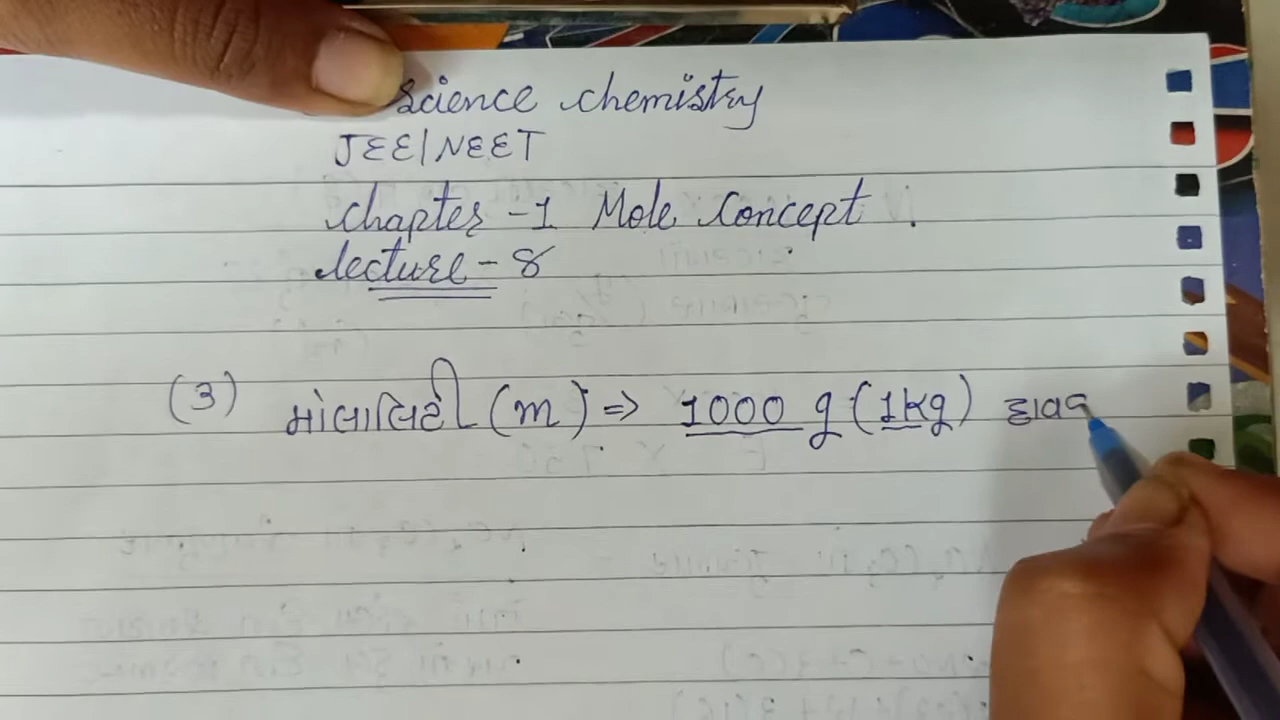 science chemistry
JEE/NEET
Chapter - 1 Mole Concept.
lecture - 8
(3) મોલાલિટી (m) => 1000 g (1kg) દ્રાવ